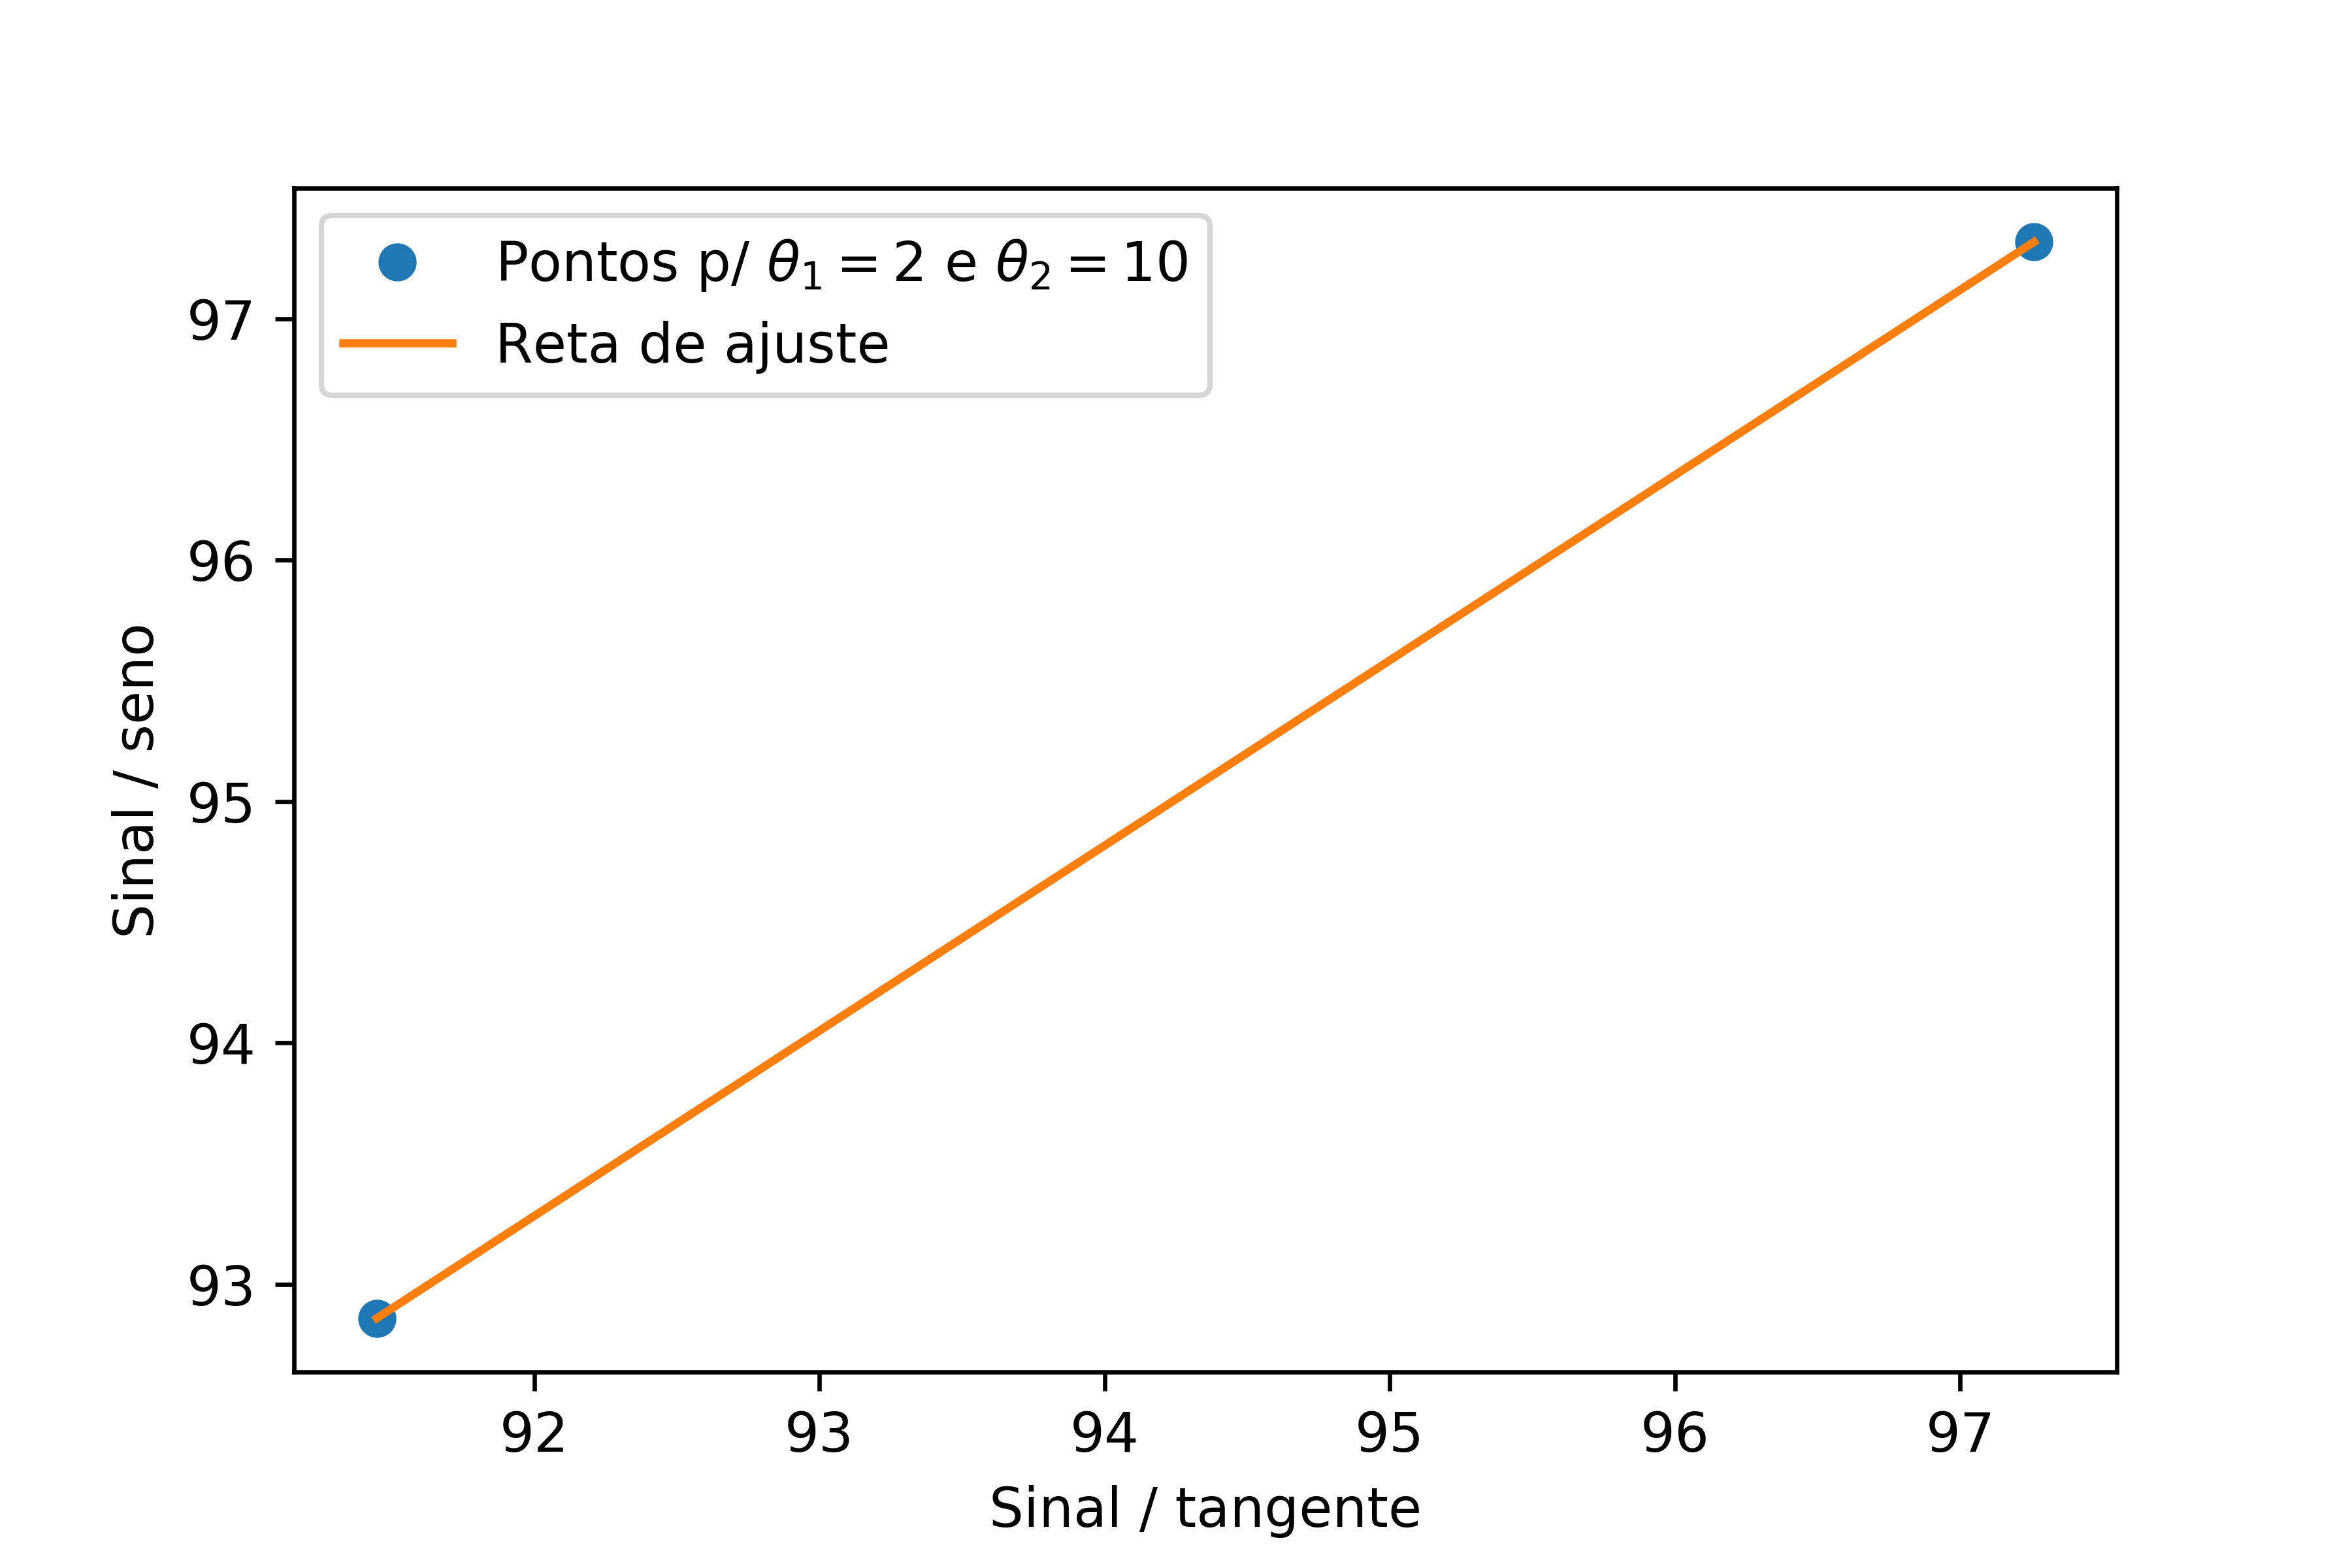 Pontos p/ θ₁ = 2 e θ₂ = 10
Reta de ajuste
97
96
95
94
93
Sinal / seno
92 93 94 95 96 97
Sinal / tangente